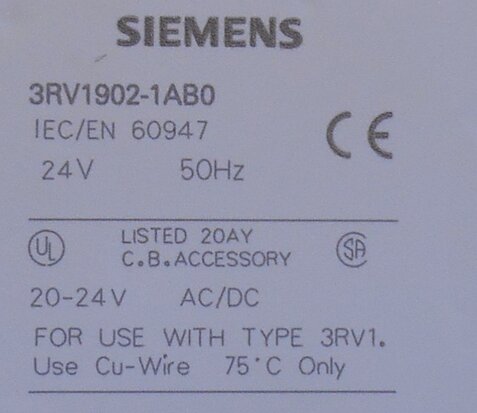 SIEMENS
3RV1902-1AB0
IEC/EN 60947
CE
24V 50Hz
UL LISTED 20AY SA
C.B.ACCESSORY
20-24V AC/DC
FOR USE WITH TYPE 3RV1.
Use Cu-Wire 75°C Only